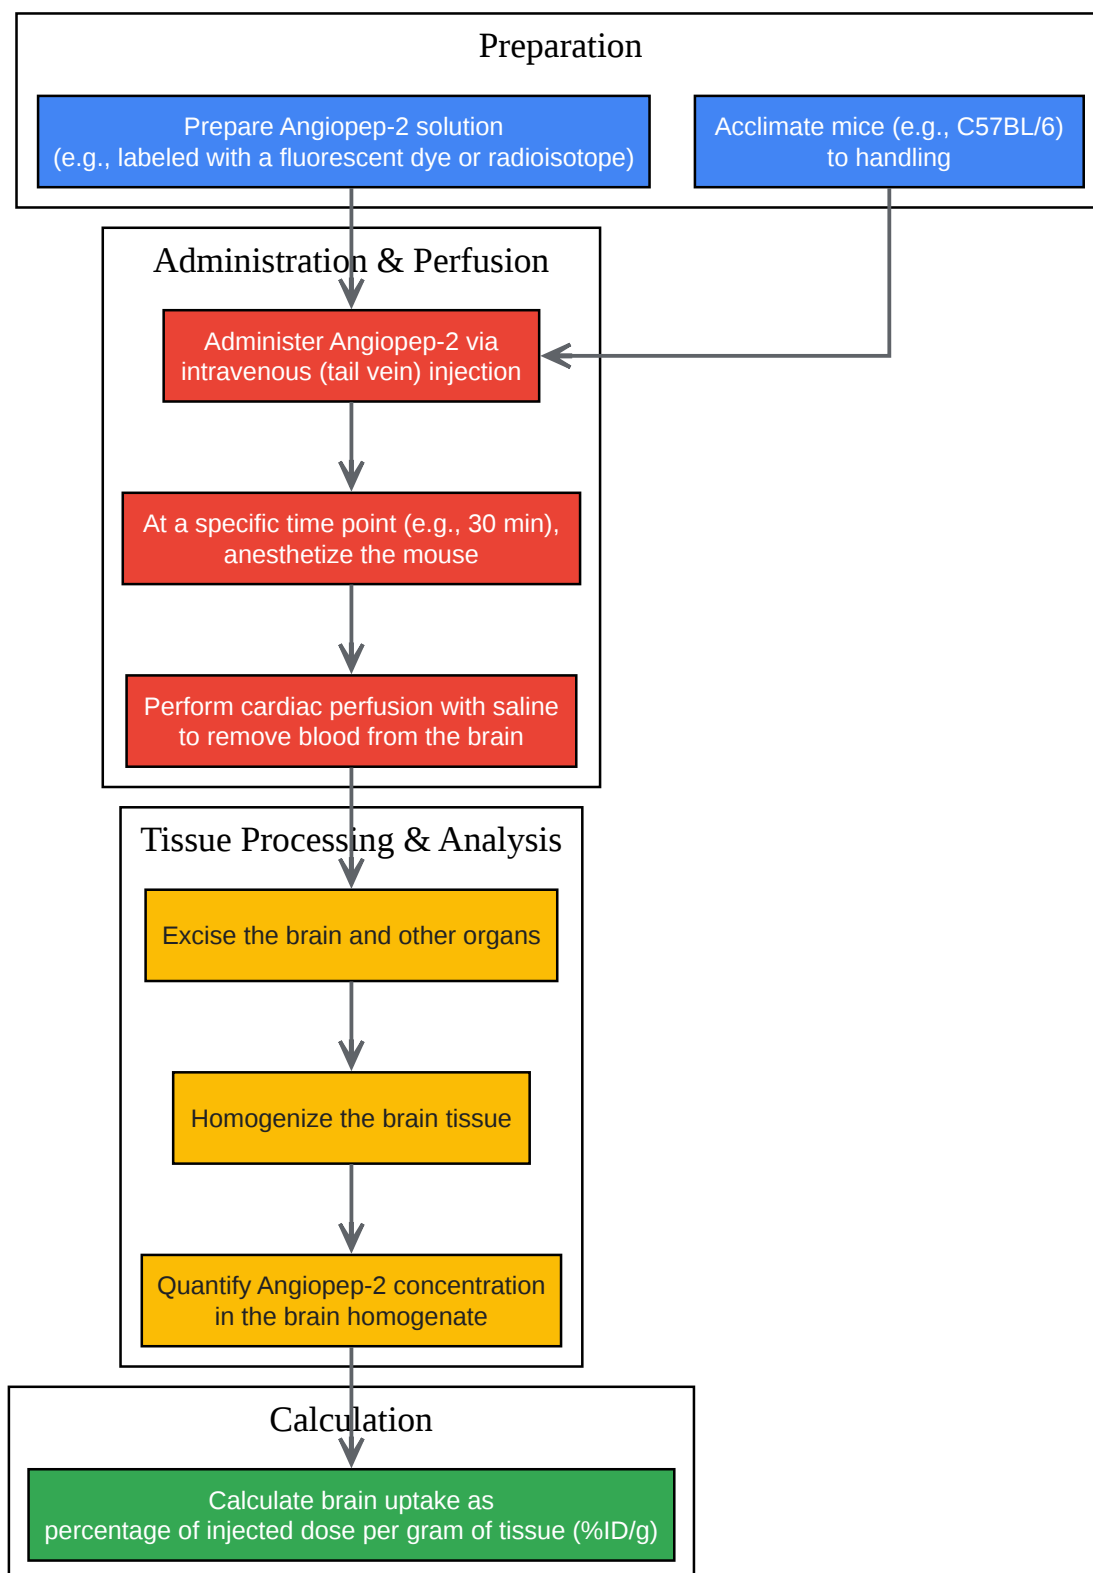 Preparation
Prepare Angiopep-2 solution
(e.g., labeled with a fluorescent dye or radioisotope)
Acclimate mice (e.g., C57BL/6)
to handling
Administration & Perfusion
Administer Angiopep-2 via
intravenous (tail vein) injection
At a specific time point (e.g., 30 min),
anesthetize the mouse
Perform cardiac perfusion with saline
to remove blood from the brain
Tissue Processing & Analysis
Excise the brain and other organs
Homogenize the brain tissue
Quantify Angiopep-2 concentration
in the brain homogenate
Calculation
Calculate brain uptake as
percentage of injected dose per gram of tissue (%ID/g)